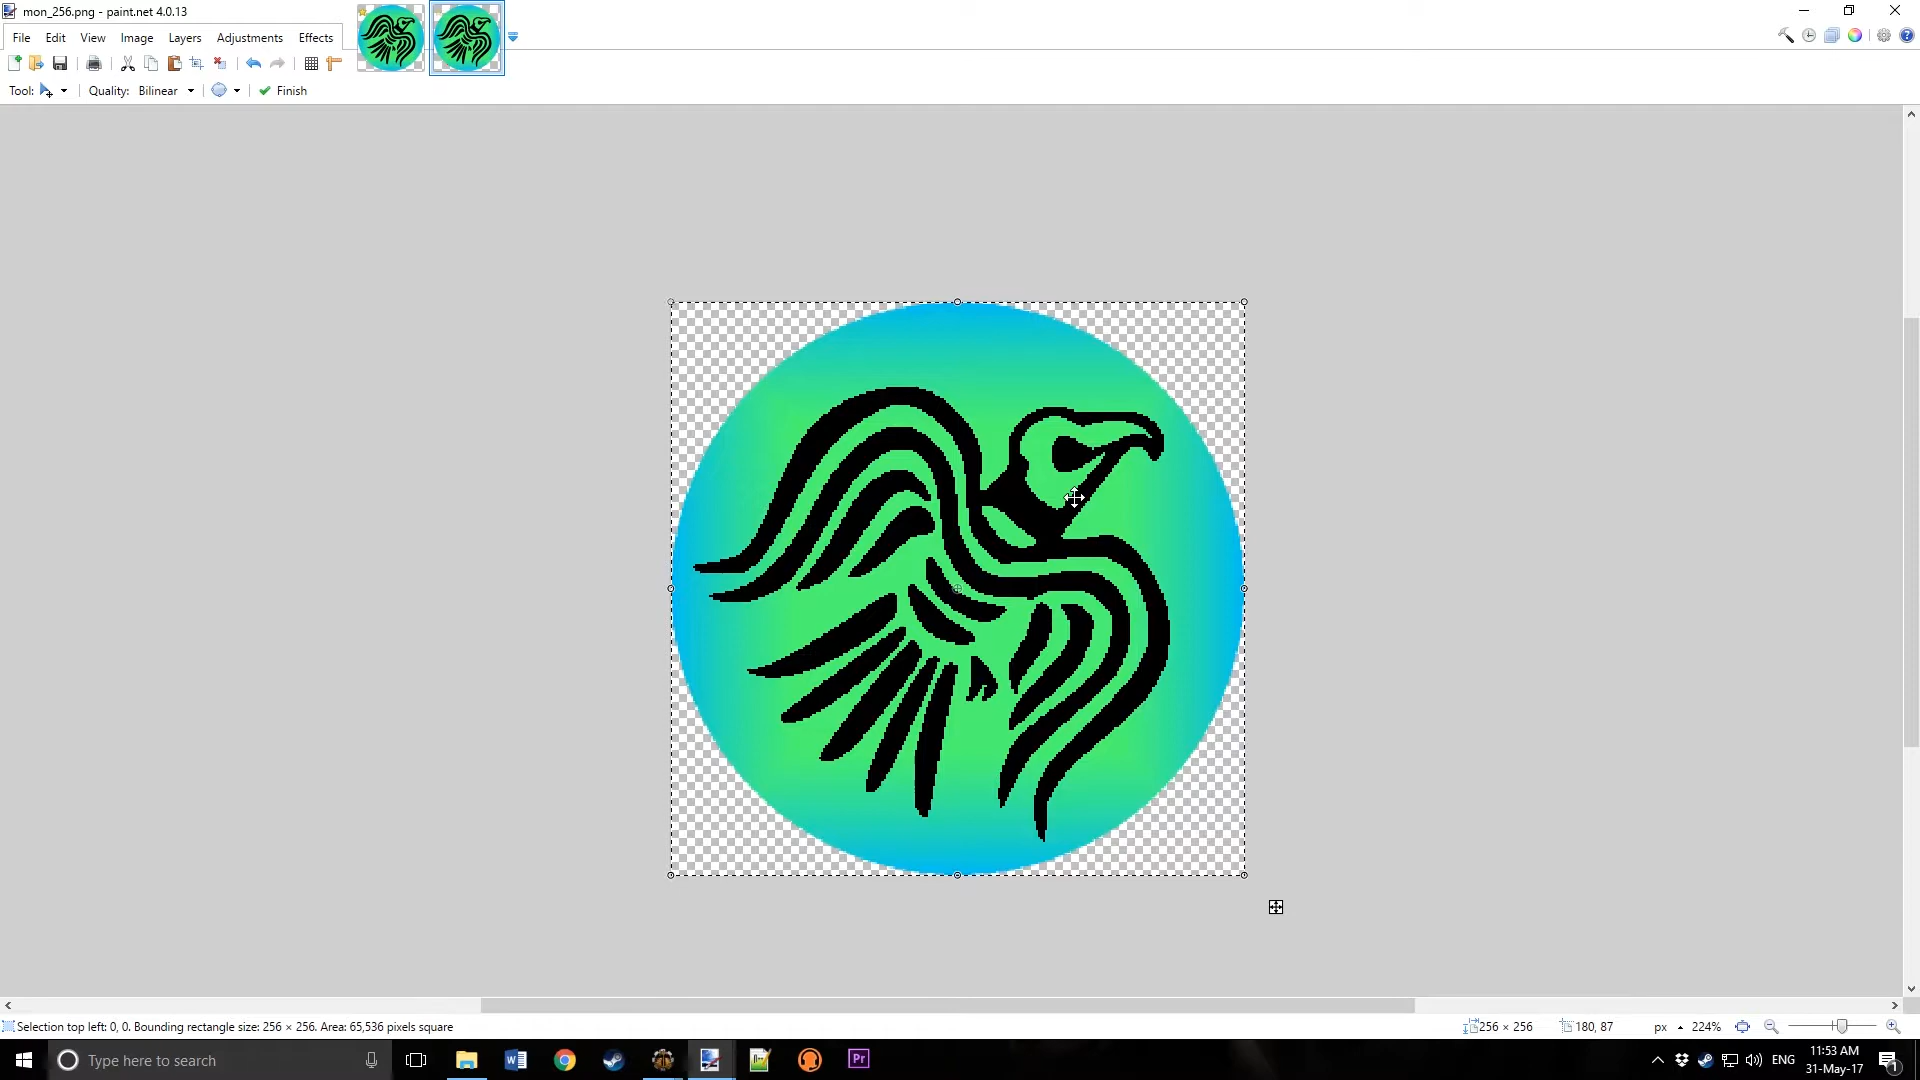 mon_256.png - paint.net 4.0.13
File Edit View Image Layers Adjustments Effects
Tool: Quality: Bilinear Finish
Selection top left: 0, 0. Bounding rectangle size: 256 × 256. Area: 65,536 pixels square
256 × 256 180, 87 px 224%
Type here to search
Pr
ENG
11:53 AM
31-May-17
1